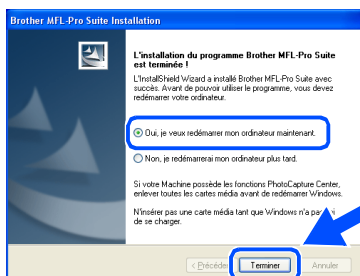 Brother MFL-Pro Suite Installation
L'installation du programme Brother MFL-Pro Suite
est terminée !
L'InstallShield Wizard a installé Brother MFL-Pro Suite avec
succès. Avant de pouvoir utiliser le programme, vous devez
redémarrer votre ordinateur.
Oui, je veux redémarrer mon ordinateur maintenant.
Non, je redémarrerai mon ordinateur plus tard.
Si votre Machine possède les fonctions PhotoCapture Center,
enlever toutes les cartes média avant de redémarrer Windows.
N'insérer pas une carte média tant que Windows n'a
de se charger.
< Précéden
Terminer
Annuler